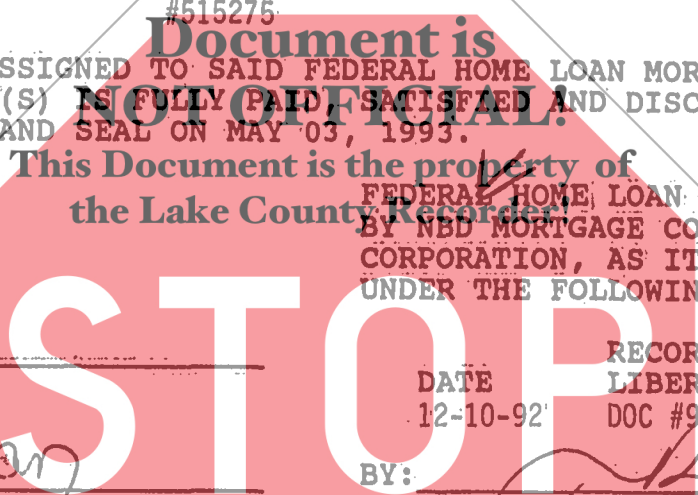 #515275
Document is
SSIGNED TO SAID FEDERAL HOME LOAN MOR
NOT OFFICIAL!
(S) IS FULLY PAID, SATISFIED AND DISC
AND SEAL ON MAY 03, 1993.
This Document is the property of
FEDERAL HOME LOAN
the Lake County Recorder!
BY NBD MORTGAGE CO
CORPORATION, AS IT
UNDER THE FOLLOWIN
STOP
RECOR
DATE LIBER
12-10-92 DOC #9
BY: